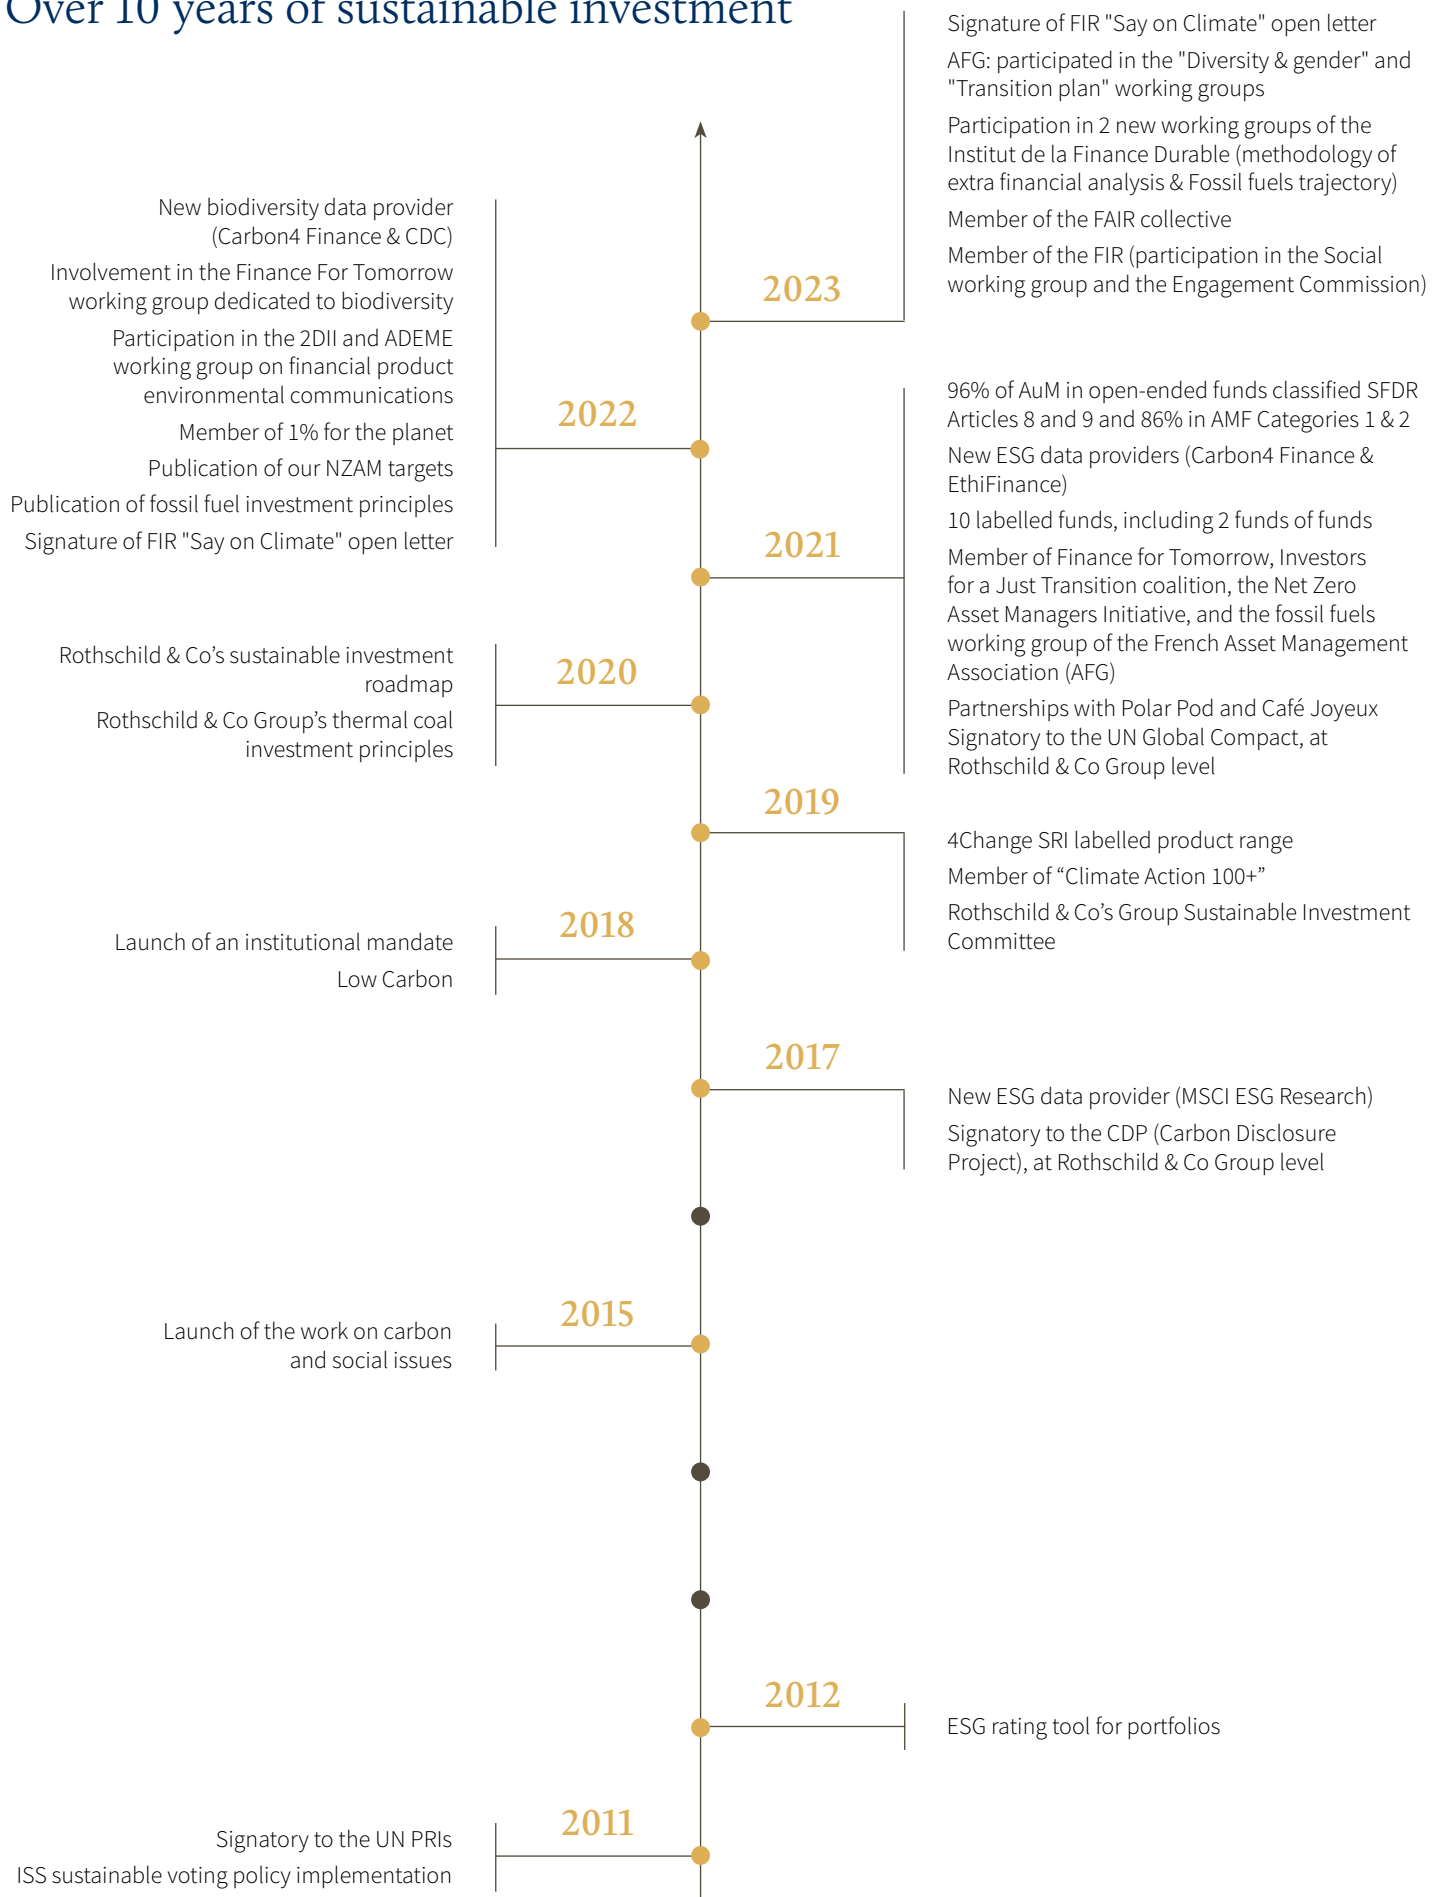 Over 10 years of sustainable investment
Signature of FIR "Say on Climate" open letter
AFG: participated in the "Diversity & gender" and
"Transition plan" working groups
Participation in 2 new working groups of the
Institut de la Finance Durable (methodology of
extra financial analysis & Fossil fuels trajectory)
Member of the FAIR collective
Member of the FIR (participation in the Social
working group and the Engagement Commission)
2023
New biodiversity data provider
(Carbon4 Finance & CDC)
Involvement in the Finance For Tomorrow
working group dedicated to biodiversity
Participation in the 2DII and ADEME
working group on financial product
environmental communications
Member of 1% for the planet
Publication of our NZAM targets
Publication of fossil fuel investment principles
Signature of FIR "Say on Climate" open letter
2022
96% of AuM in open-ended funds classified SFDR
Articles 8 and 9 and 86% in AMF Categories 1 & 2
New ESG data providers (Carbon4 Finance &
EthiFinance)
10 labelled funds, including 2 funds of funds
Member of Finance for Tomorrow, Investors
for a Just Transition coalition, the Net Zero
Asset Managers Initiative, and the fossil fuels
working group of the French Asset Management
Association (AFG)
Partnerships with Polar Pod and Café Joyeux
Signatory to the UN Global Compact, at
Rothschild & Co Group level
2021
Rothschild & Co’s sustainable investment
roadmap
Rothschild & Co Group’s thermal coal
investment principles
2020
2019
4Change SRI labelled product range
Member of “Climate Action 100+”
Rothschild & Co’s Group Sustainable Investment
Committee
2018
Launch of an institutional mandate
Low Carbon
2017
New ESG data provider (MSCI ESG Research)
Signatory to the CDP (Carbon Disclosure
Project), at Rothschild & Co Group level
2015
Launch of the work on carbon
and social issues
2012
ESG rating tool for portfolios
2011
Signatory to the UN PRIs
ISS sustainable voting policy implementation